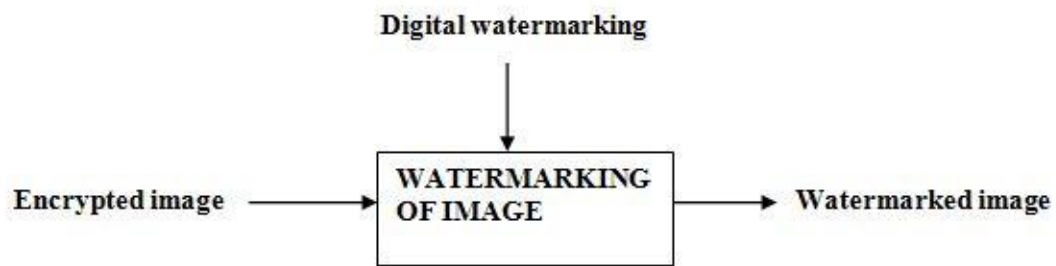 Digital watermarking
WATERMARKING
OF IMAGE
Encrypted image
Watermarked image